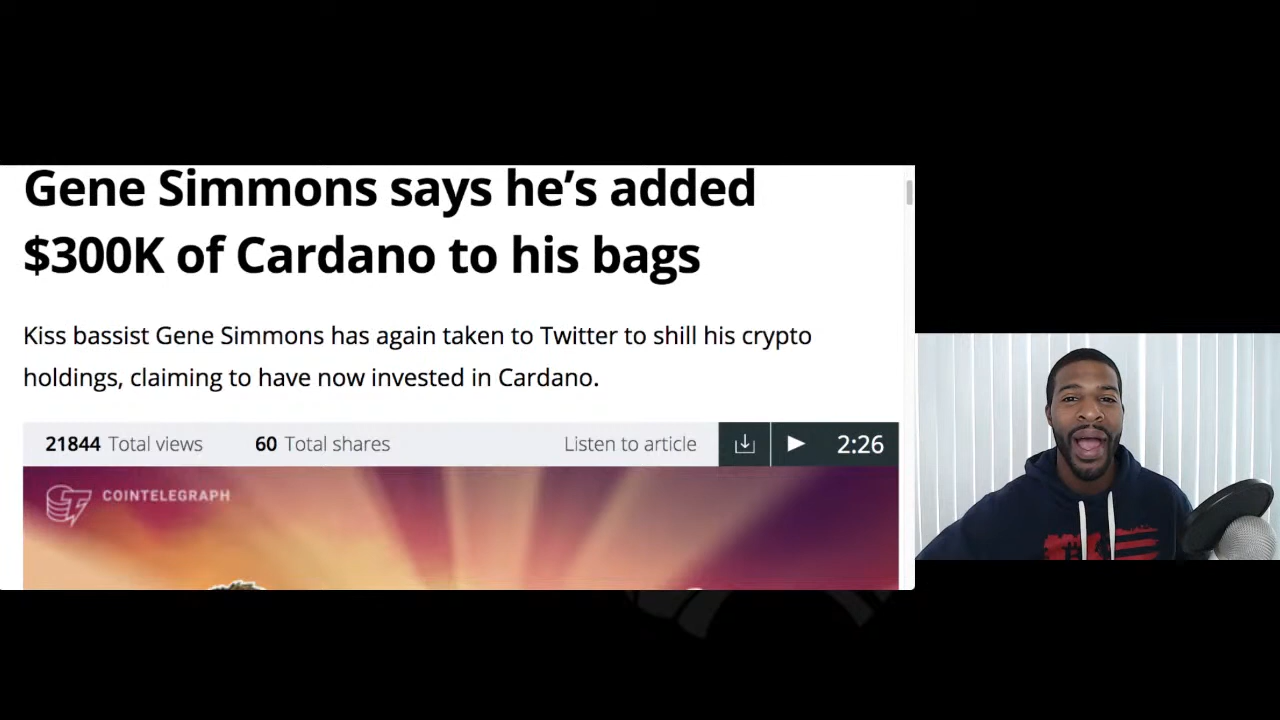 Gene Simmons says he's added
$300K of Cardano to his bags
Kiss bassist Gene Simmons has again taken to Twitter to shill his crypto
holdings, claiming to have now invested in Cardano.
21844 Total views 60 Total shares Listen to article 2:26
COINTELEGRAPH